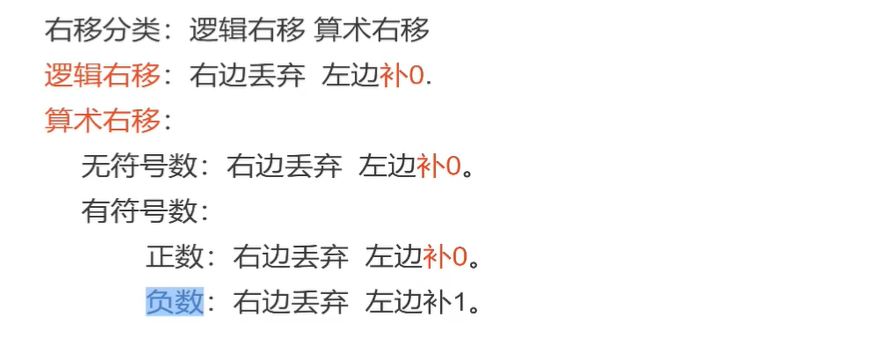 右移分类：逻辑右移 算术右移
逻辑右移：右边丢弃 左边补0.
算术右移：
无符号数：右边丢弃 左边补0。
有符号数：
正数：右边丢弃 左边补0。
负数：右边丢弃 左边补1。